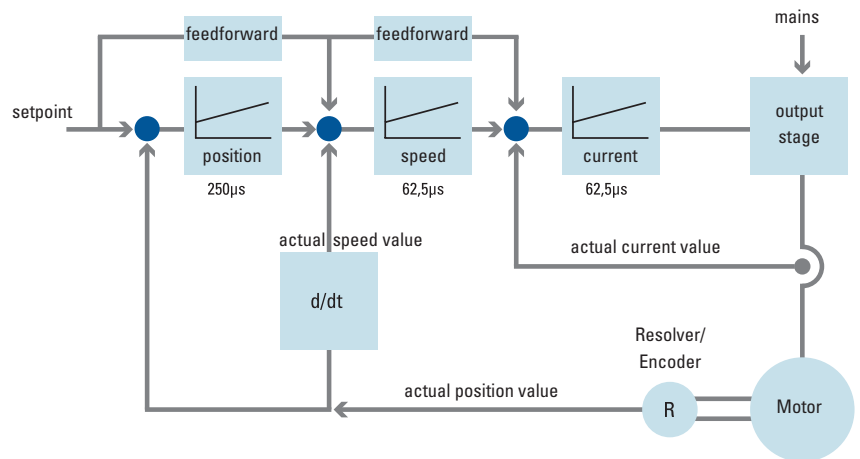 mains
feedforward
feedforward
setpoint
output
stage
position
speed
current
250µs
62,5µs
62,5µs
actual speed value
actual current value
d/dt
Resolver/
Encoder
actual position value
R
Motor